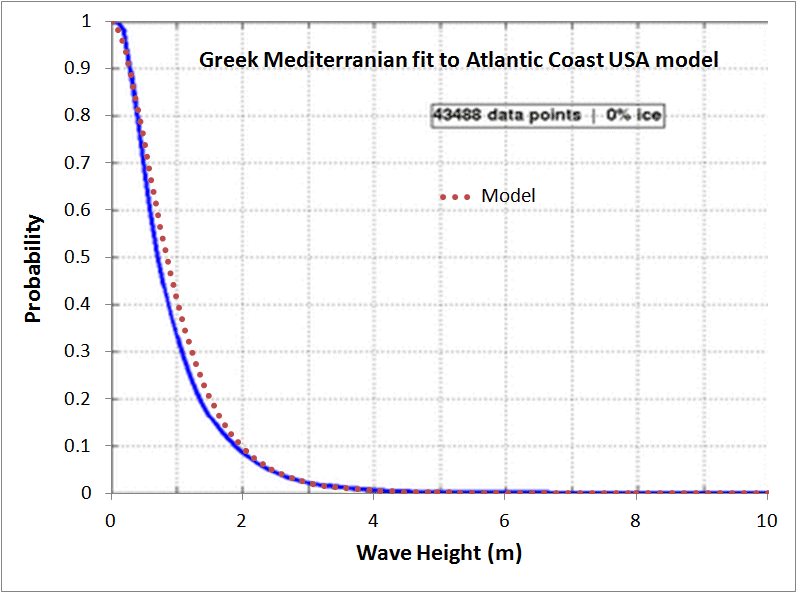 Greek Mediterranian fit to Atlantic Coast USA model
43488 data points | 0% ice
Model
Probability
1
0.9
0.8
0.7
0.6
0.5
0.4
0.3
0.2
0.1
0
0 2 4 6 8 10
Wave Height (m)